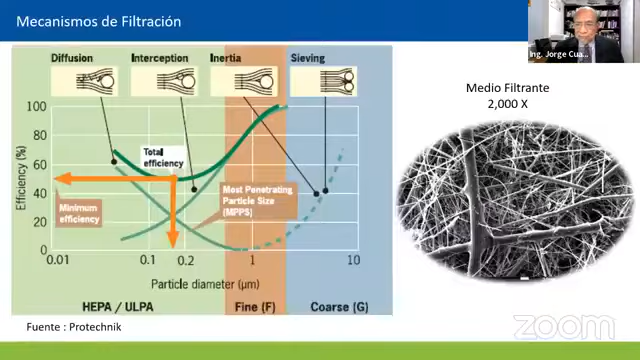 Mecanismos de Filtración
Ing. Jorge Cua...
Diffusion
Interception
Inertia
Sieving
Medio Filtrante
2,000 X
100
80
60
40
20
0
Efficiency (%)
Total
efficiency
Minimum
efficiency
Most Penetrating
Particle Size
(MPPS)
0.01
0.1
0.2
1
10
Particle diameter (µm)
HEPA / ULPA
Fine (F)
Coarse (G)
Fuente : Protechnik
zoom